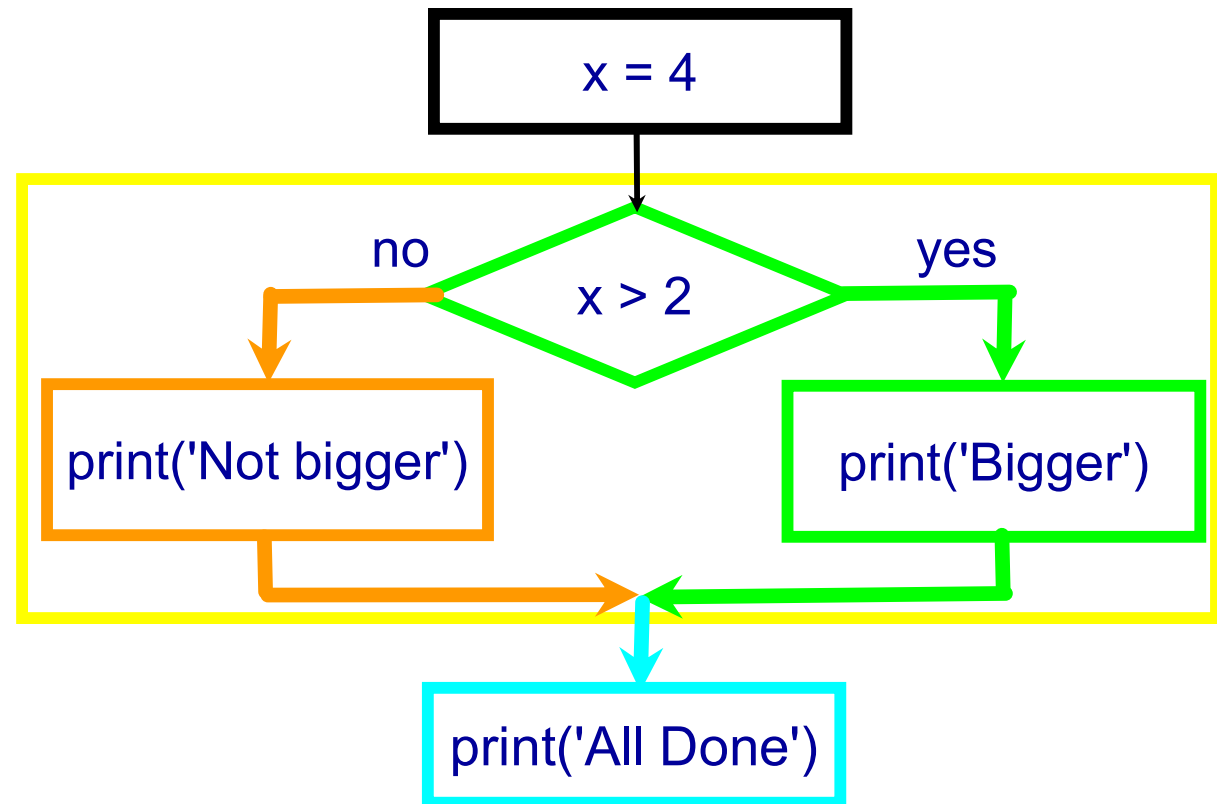 x = 4
no
yes
x > 2
print('Not bigger')
print('Bigger')
print('All Done')